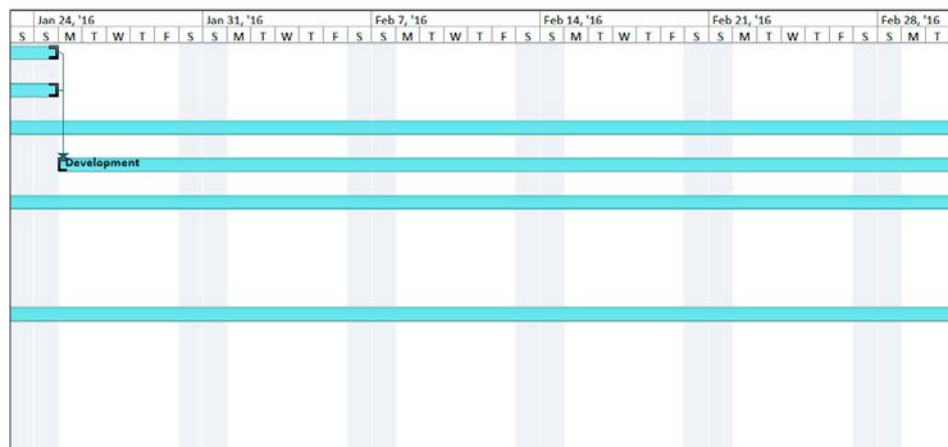 Jan 24, '16 Jan 31, '16 Feb 7, '16 Feb 14, '16 Feb 21, '16 Feb 28, '16
S S M T W T F S S M T W T F S S M T W T F S S M T W T F S S M T W T F S S M T
Development